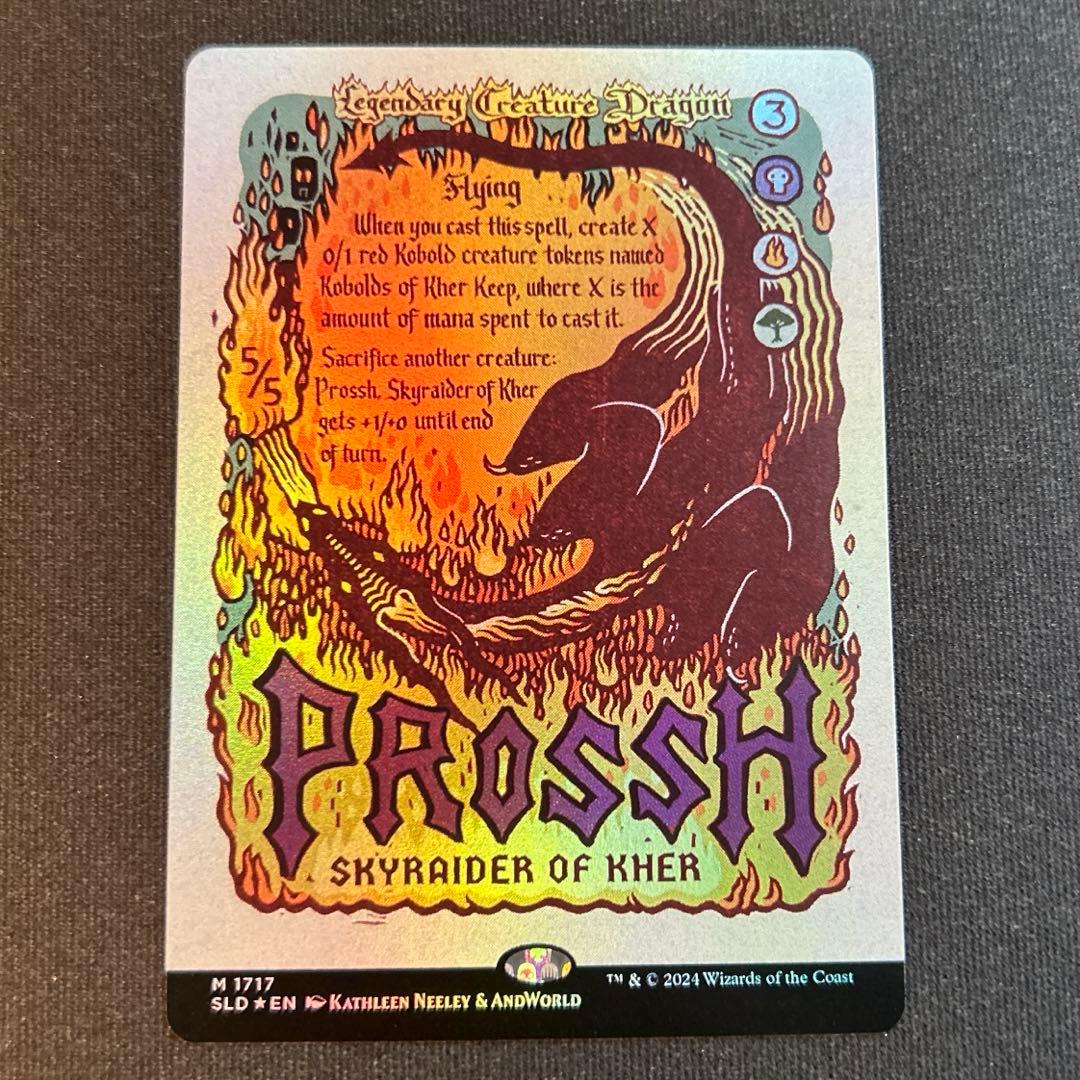 Legendary Creature Dragon
3
Flying
When you cast this spell, create X
0/1 red Kobold creature tokens named
Kobolds of Kher Keep, where X is the
amount of mana spent to cast it.
5/5
Sacrifice another creature:
Prossh, Skyraider of Kher
gets +1/+0 until end
of turn.
PROSSH
SKYRAIDER OF KHER
M 1717
SLD ★ EN KATHLEEN NEELEY & ANDWORLD
™ & © 2024 Wizards of the Coast